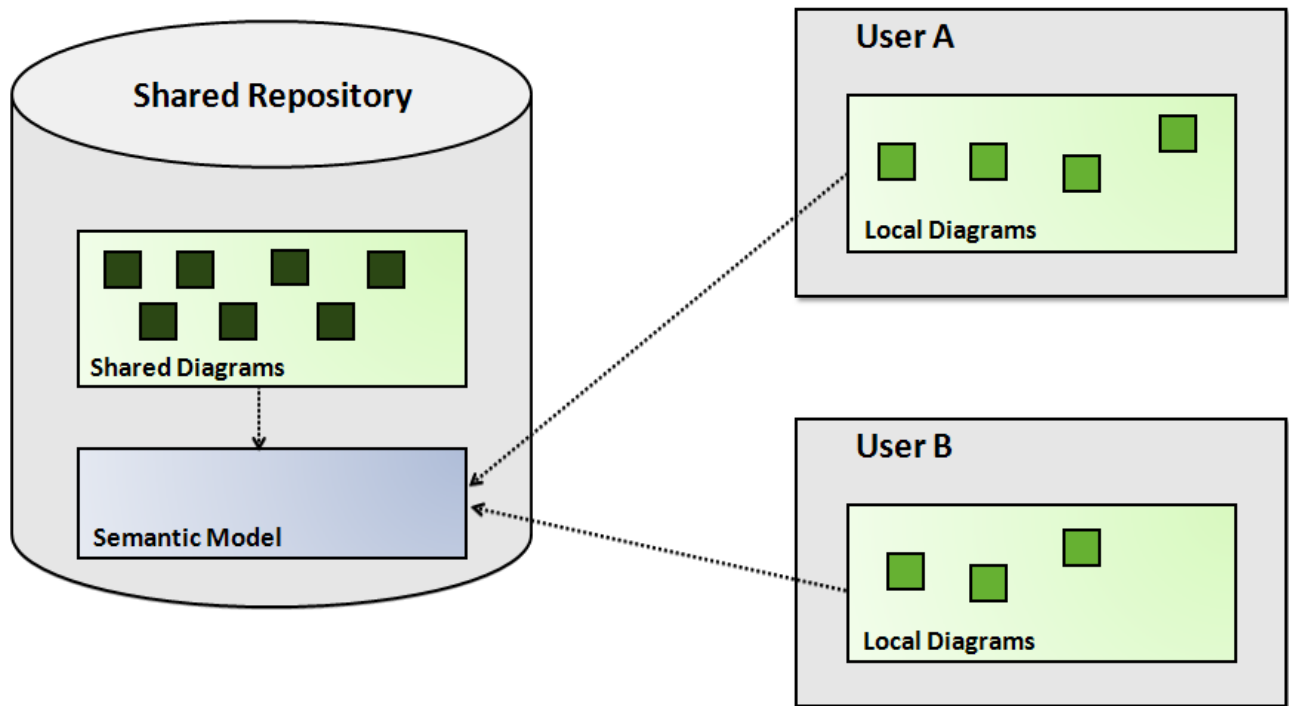 Shared Repository
Shared Diagrams
Semantic Model
User A
Local Diagrams
User B
Local Diagrams